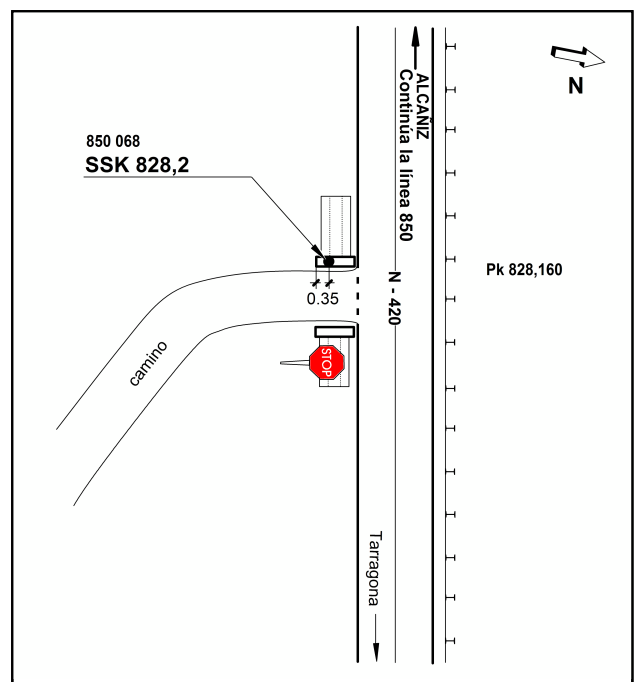 ALCAÑIZ
Continúa la línea 850
N
850 068
SSK 828,2
Pk 828,160
N - 420
0.35
camino
STOP
Tarragona